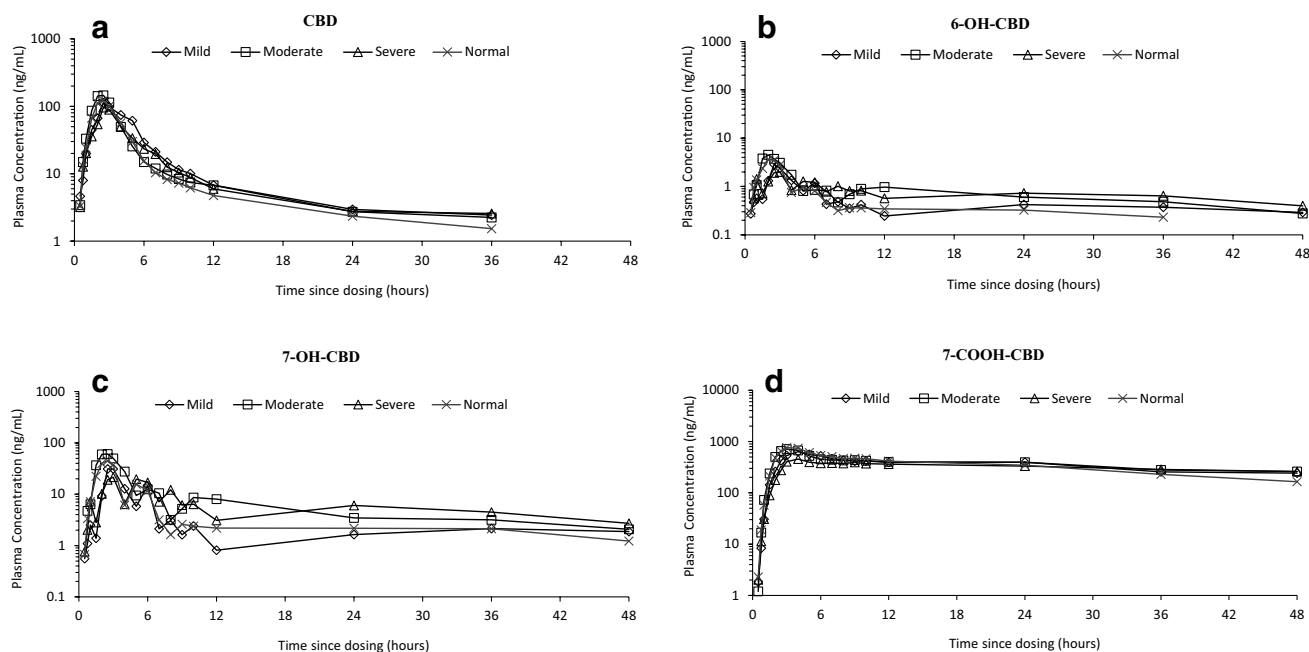 a
CBD
Mild Moderate Severe Normal
Plasma Concentration (ng/mL)
1000
100
10
1
0 6 12 18 24 30 36 42 48
Time since dosing (hours)
b
6-OH-CBD
Mild Moderate Severe Normal
Plasma Concentration (ng/mL)
1000
100
10
1
0.1
0 6 12 18 24 30 36 42 48
Time since dosing (hours)
7-OH-CBD
c
Mild Moderate Severe Normal
Plasma Concentration (ng/mL)
1000
100
10
1
0.1
0 6 12 18 24 30 36 42 48
Time since dosing (hours)
7-COOH-CBD
d
Mild Moderate Severe Normal
Plasma Concentration (ng/mL)
10000
1000
100
10
1
0 6 12 18 24 30 36 42 48
Time since dosing (hours)